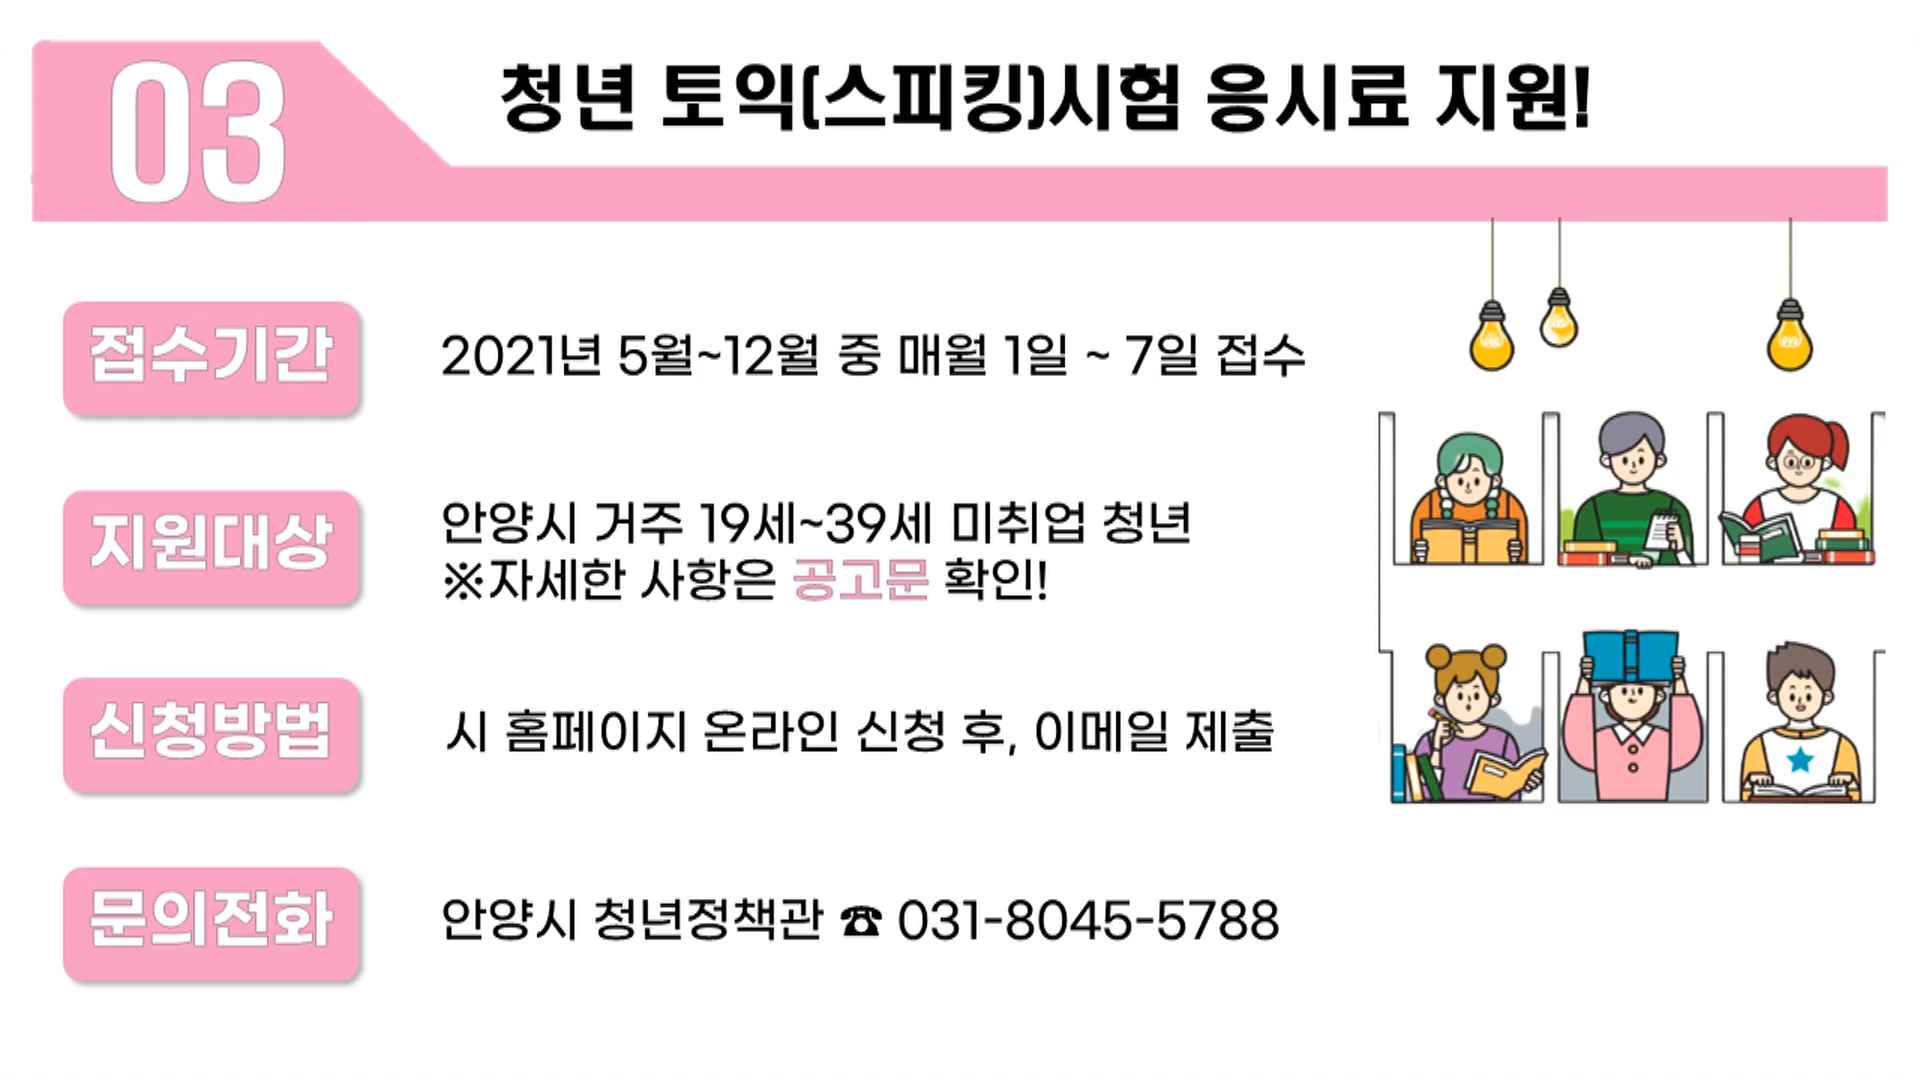 03
청년 토익(스피킹)시험 응시료 지원!
접수기간
2021년 5월~12월 중 매월 1일 ~ 7일 접수
지원대상
안양시 거주 19세~39세 미취업 청년
※자세한 사항은 공고문 확인!
신청방법
시 홈페이지 온라인 신청 후, 이메일 제출
문의전화
안양시 청년정책관 ☎ 031-8045-5788